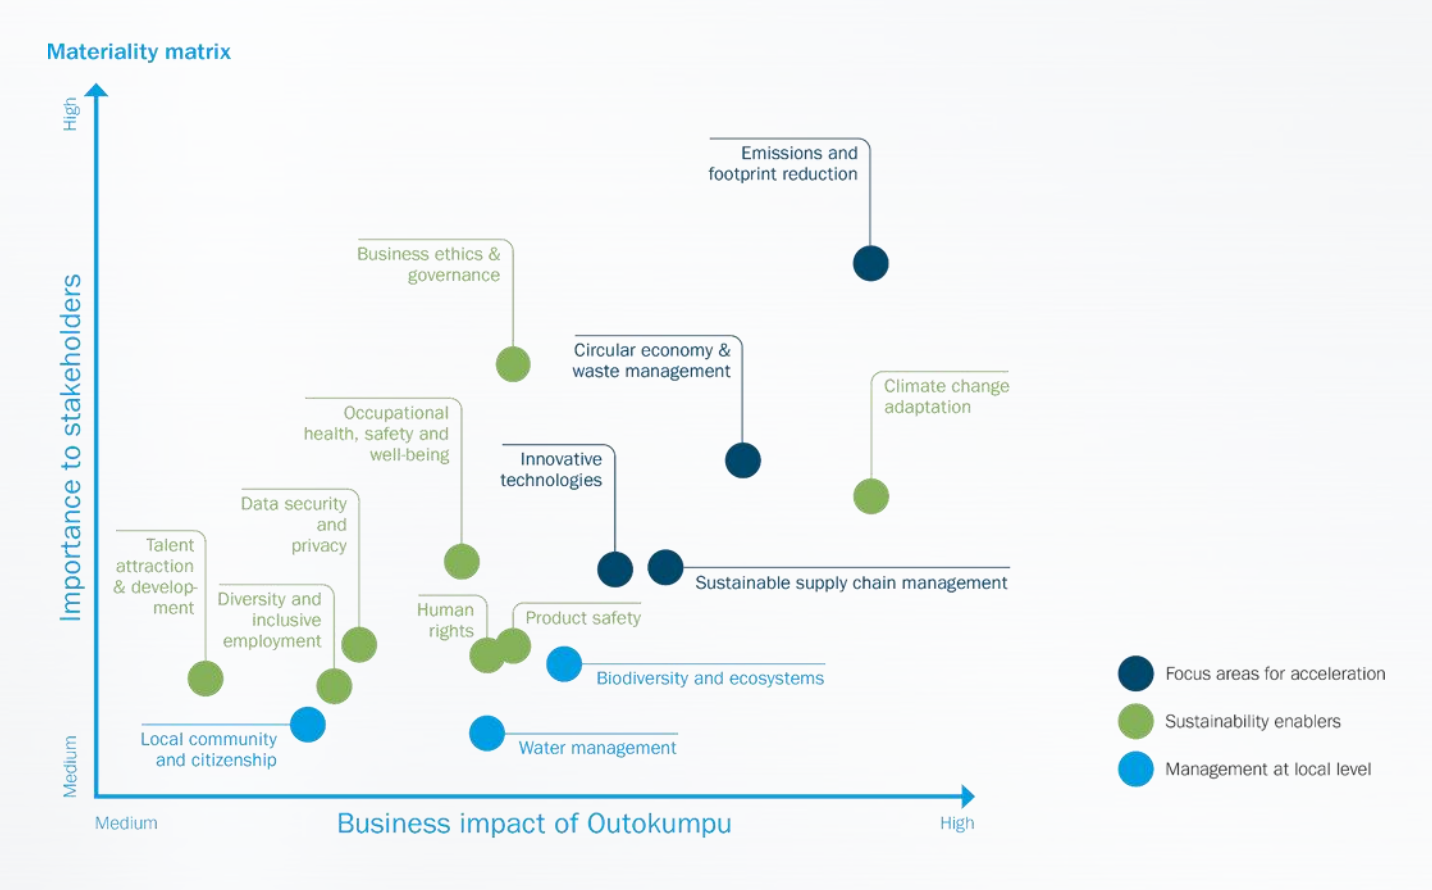 Materiality matrix
High
Importance to stakeholders
Medium
Emissions and
footprint reduction
Business ethics &
governance
Circular economy &
waste management
Climate change
adaptation
Occupational
health, safety and
well-being
Innovative
technologies
Data security
and
privacy
Talent
attraction
& develop-
ment
Sustainable supply chain management
Diversity and
inclusive
employment
Human
rights
Product safety
Biodiversity and ecosystems
Local community
and citizenship
Water management
Focus areas for acceleration
Sustainability enablers
Management at local level
Medium
Business impact of Outokumpu
High